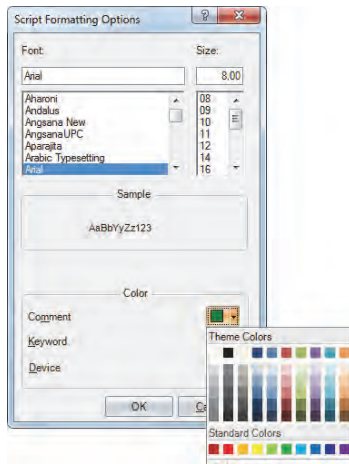 Script Formatting Options
Font: Size:
Arial 8.00
Aharoni 08
Andalus 09
Angsana New 10
AngsanaUPC 11
Aparajita 12
Arabic Typesetting 14
Arial 16
Sample
AaBbYyZz123
Color
Comment
Theme Colors
Keyword
Device
OK
Standard Colors